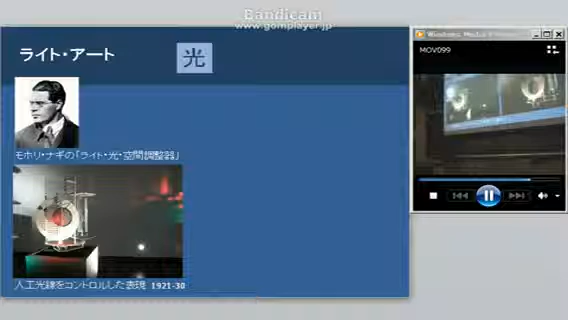 Bandicam
www.gomplayer.jp
ライト・アート
光
モホリ・ナギの「ライト・光・空間調整器」
人工光線をコントロールした表現 1921-30
MOV099